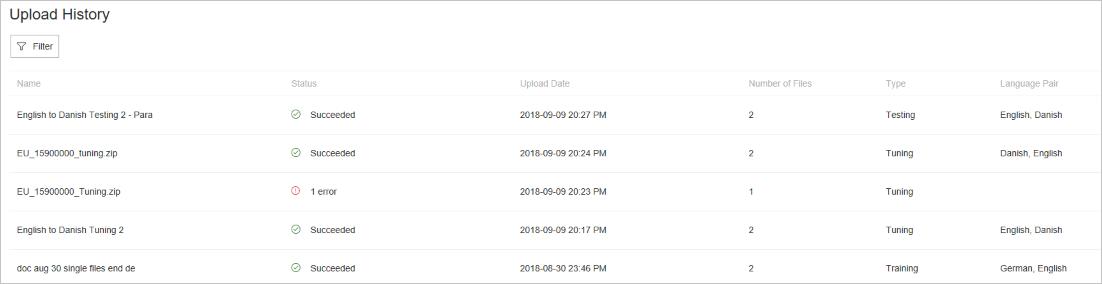 Upload History
Filter
Name Status Upload Date Number of Files Type Language Pair
English to Danish Testing 2 - Para Succeeded 2018-09-09 20:27 PM 2 Testing English, Danish
EU_15900000_tuning.zip Succeeded 2018-09-09 20:24 PM 2 Tuning Danish, English
EU_15900000_Tuning.zip 1 error 2018-09-09 20:23 PM 1 Tuning
English to Danish Tuning 2 Succeeded 2018-09-09 20:17 PM 2 Tuning English, Danish
doc aug 30 single files end de Succeeded 2018-08-30 23:46 PM 2 Training German, English